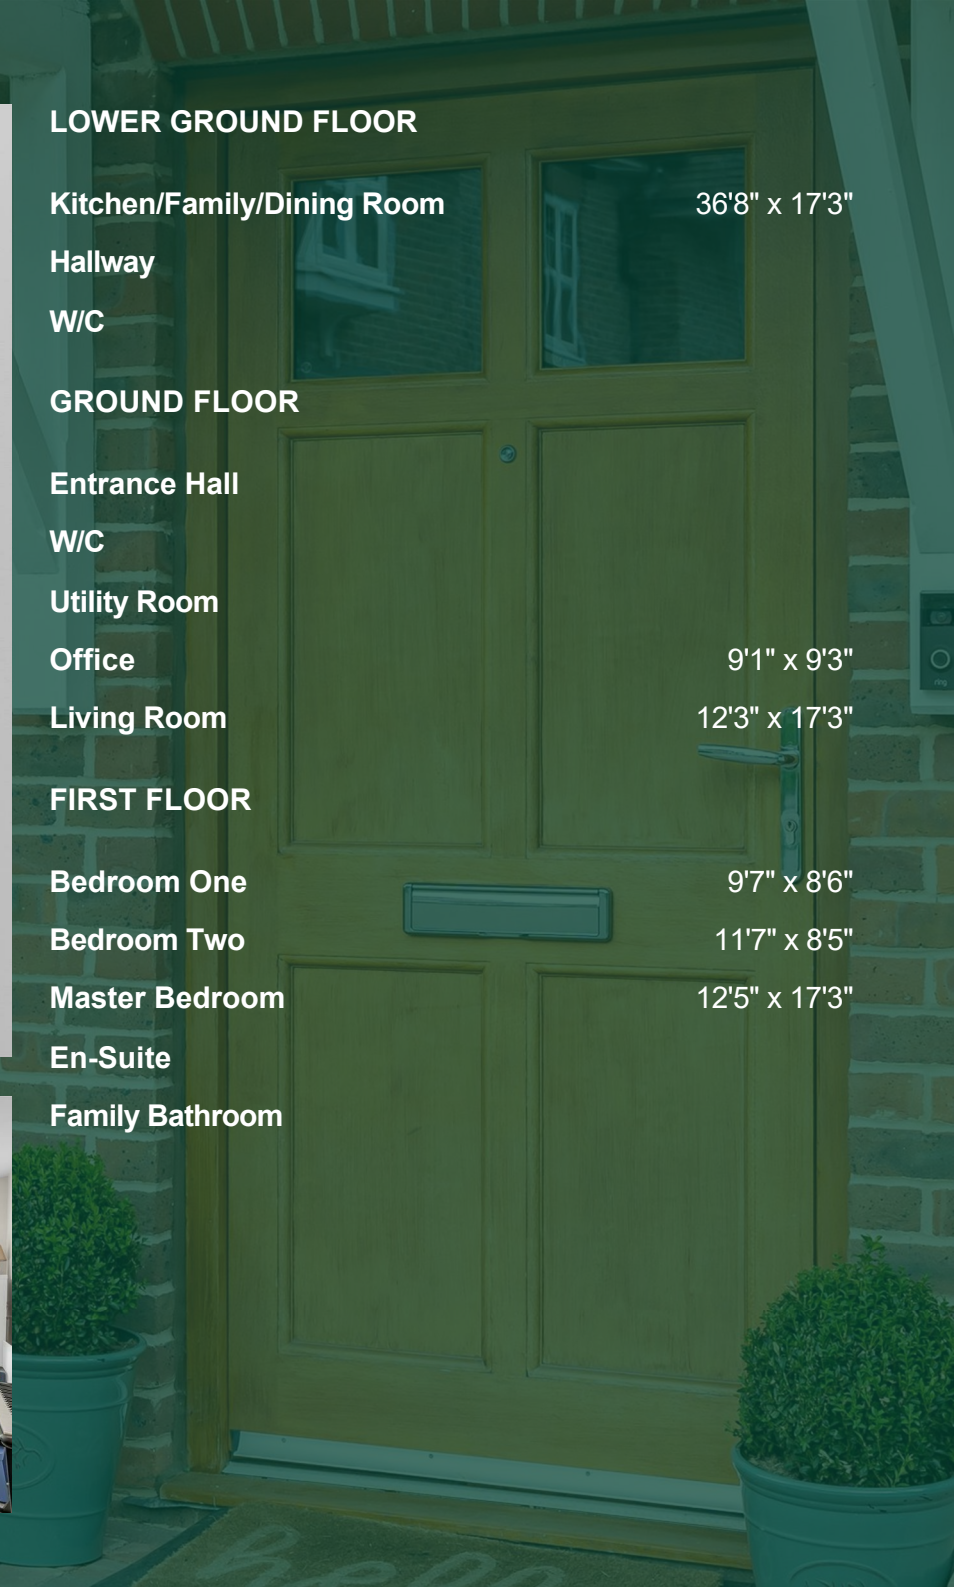 LOWER GROUND FLOOR
Kitchen/Family/Dining Room 36'8" x 17'3"
Hallway
W/C
GROUND FLOOR
Entrance Hall
W/C
Utility Room
Office 9'1" x 9'3"
Living Room 12'3" x 17'3"
FIRST FLOOR
Bedroom One 9'7" x 8'6"
Bedroom Two 11'7" x 8'5"
Master Bedroom 12'5" x 17'3"
En-Suite
Family Bathroom
ring
hello